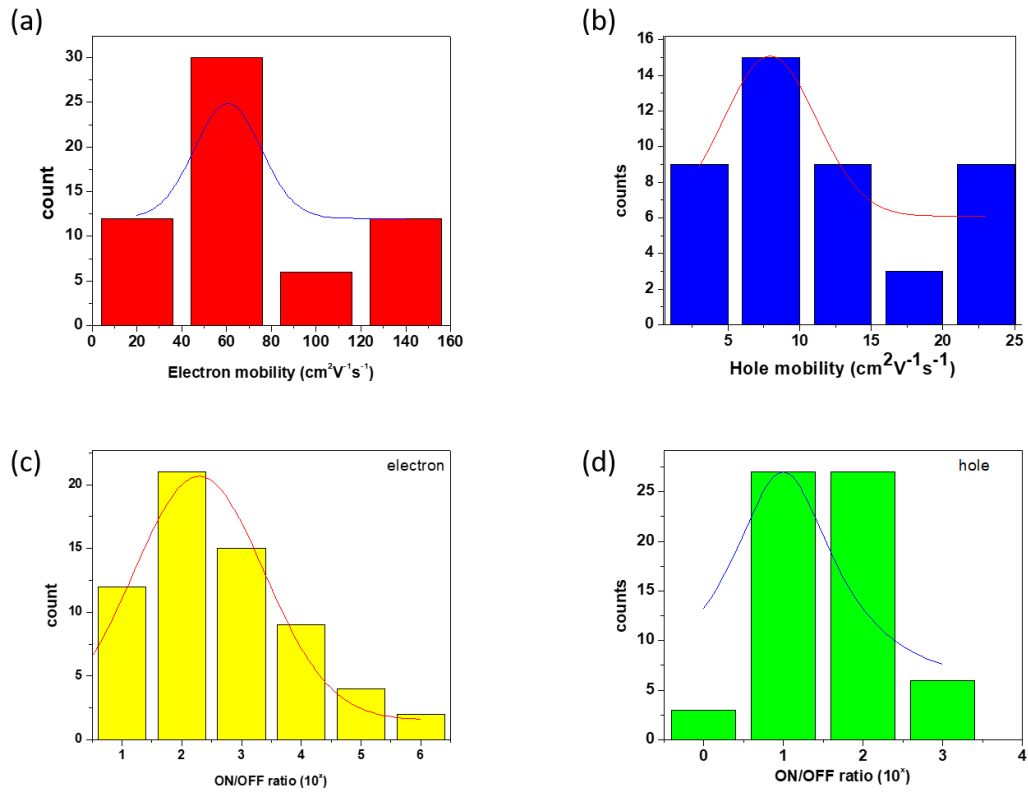 (a)
30
25
20
15
10
5
0
count
0 20 40 60 80 100 120 140 160
Electron mobility (cm²V⁻¹s⁻¹)
(b)
16
14
12
10
8
6
4
2
0
counts
5 10 15 20 25
Hole mobility (cm²V⁻¹s⁻¹)
(c)
electron
20
15
10
5
0
count
1 2 3 4 5 6
ON/OFF ratio (10ˣ)
(d)
hole
25
20
15
10
5
0
counts
0 1 2 3 4
ON/OFF ratio (10ˣ)